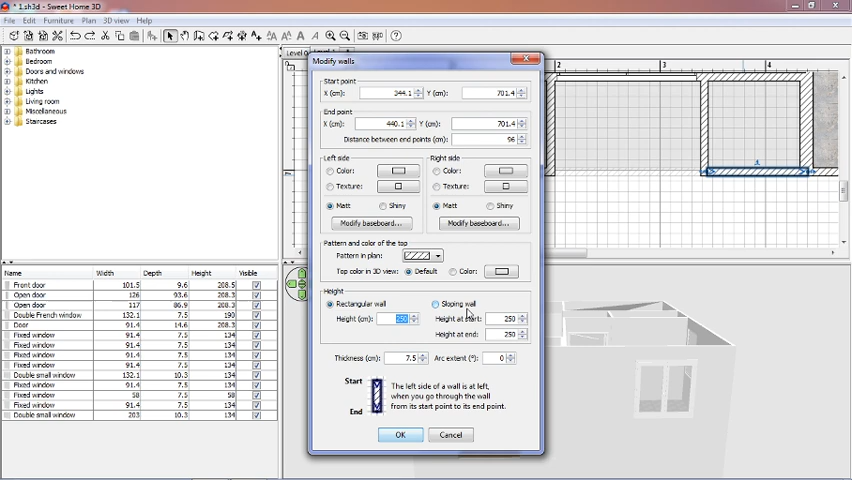 * 1.sh3d - Sweet Home 3D
File Edit Furniture Plan 3D view Help
Bathroom
Bedroom
Doors and windows
Kitchen
Lights
Living room
Miscellaneous
Staircases
Name Width Depth Height Visible
Front door 101.5 9.6 208.5
Open door 126 93.6 208.3
Open door 117 86.9 208.3
Double French window 132.1 7.5 190
Door 91.4 14.6 208.3
Fixed window 91.4 7.5 134
Fixed window 91.4 7.5 134
Fixed window 91.4 7.5 134
Fixed window 91.4 7.5 134
Double small window 132.1 10.3 134
Fixed window 91.4 7.5 134
Fixed window 58 7.5 134
Fixed window 91.4 7.5 134
Double small window 203 10.3 134
Level 0
2 3 4
Modify walls
Start point
X (cm): 344.1 Y (cm): 701.4
End point
X (cm): 440.1 Y (cm): 701.4
Distance between end points (cm): 96
Left side Right side
Color: Color:
Texture: Texture:
Matt Shiny Matt Shiny
Modify baseboard... Modify baseboard...
Pattern and color of the top
Pattern in plan:
Top color in 3D view: Default Color:
Height
Rectangular wall Sloping wall
Height (cm): 250 Height at start: 250
Height at end: 250
Thickness (cm): 7.5 Arc extent (°): 0
Start
The left side of a wall is at left,
when you go through the wall
from its start point to its end point.
End
OK Cancel